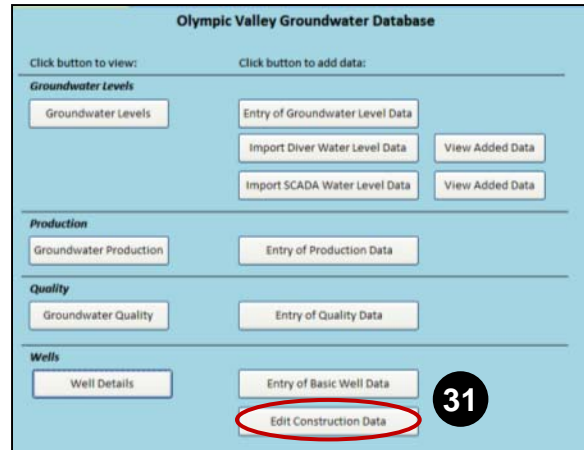 Olympic Valley Groundwater Database
Click button to view: Click button to add data:
Groundwater Levels
Groundwater Levels Entry of Groundwater Level Data
Import Diver Water Level Data View Added Data
Import SCADA Water Level Data View Added Data
Production
Groundwater Production Entry of Production Data
Quality
Groundwater Quality Entry of Quality Data
Wells
Well Details Entry of Basic Well Data
31
Edit Construction Data